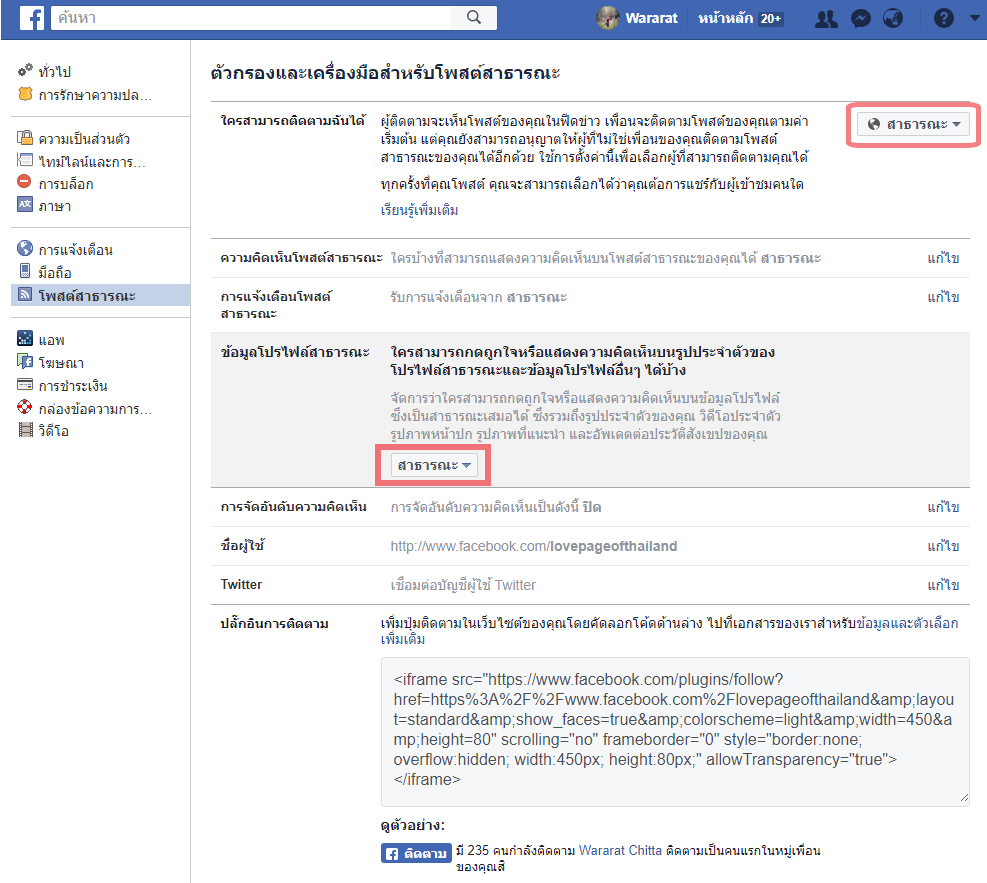 ค้นหา
Wararat
หน้าหลัก 20+
ทั่วไป
การรักษาความปล...
ความเป็นส่วนตัว
ไทม์ไลน์และการ...
การบล็อก
ภาษา
การแจ้งเตือน
มือถือ
โพสต์สาธารณะ
แอพ
โฆษณา
การชำระเงิน
กล่องข้อความการ...
วิดีโอ
ตัวกรองและเครื่องมือสำหรับโพสต์สาธารณะ
ใครสามารถติดตามฉันได้
ผู้ติดตามจะเห็นโพสต์ของคุณในฟีดข่าว เพื่อนจะติดตามโพสต์ของคุณตามค่า
เริ่มต้น แต่คุณยังสามารถอนุญาตให้ผู้ที่ไม่ใช่เพื่อนของคุณติดตามโพสต์
สาธารณะของคุณได้อีกด้วย ใช้การตั้งค่านี้เพื่อเลือกผู้ที่สามารถติดตามคุณได้
ทุกครั้งที่คุณโพสต์ คุณจะสามารถเลือกได้ว่าคุณต้อการแชร์กับผู้เข้าชมคนใด
เรียนรู้เพิ่มเติม
สาธารณะ
ความคิดเห็นโพสต์สาธารณะ ใครบ้างที่สามารถแสดงความคิดเห็นบนโพสต์สาธารณะของคุณได้ สาธารณะ แก้ไข
การแจ้งเตือนโพสต์
สาธารณะ
รับการแจ้งเตือนจาก สาธารณะ แก้ไข
ข้อมูลโปรไฟล์สาธารณะ
ใครสามารถกดถูกใจหรือแสดงความคิดเห็นบนรูปประจำตัวของ
โปรไฟล์สาธารณะและข้อมูลโปรไฟล์อื่นๆ ได้บ้าง
จัดการว่าใครสามารถกดถูกใจหรือแสดงความคิดเห็นบนข้อมูลโปรไฟล์
ซึ่งเป็นสาธารณะเสมอได้ ซึ่งรวมถึงรูปประจำตัวของคุณ วิดีโอประจำตัว
รูปภาพหน้าปก รูปภาพที่แนะนำ และอัพเดตต่อประวัติสังเขปของคุณ
สาธารณะ
การจัดอันดับความคิดเห็น การจัดอันดับความคิดเห็นเป็นดังนี้ ปิด แก้ไข
ชื่อผู้ใช้ http://www.facebook.com/lovepageofthailand แก้ไข
Twitter เชื่อมต่อบัญชีผู้ใช้ Twitter แก้ไข
ปลั๊กอินการติดตาม
เพิ่มปุ่มติดตามในเว็บไซต์ของคุณโดยคัดลอกโค้ดด้านล่าง ไปที่เอกสารของเราสำหรับข้อมูลและตัวเลือก
เพิ่มเติม
<iframe src="https://www.facebook.com/plugins/follow?
href=https%3A%2F%2Fwww.facebook.com%2Flovepageofthailand&amp;layou
t=standard&amp;show_faces=true&amp;colorscheme=light&amp;width=450&a
mp;height=80" scrolling="no" frameborder="0" style="border:none;
overflow:hidden; width:450px; height:80px;" allowTransparency="true">
</iframe>
ดูตัวอย่าง:
ติดตาม มี 235 คนกำลังติดตาม Wararat Chitta ติดตามเป็นคนแรกในหมู่เพื่อน
ของคุณสิ